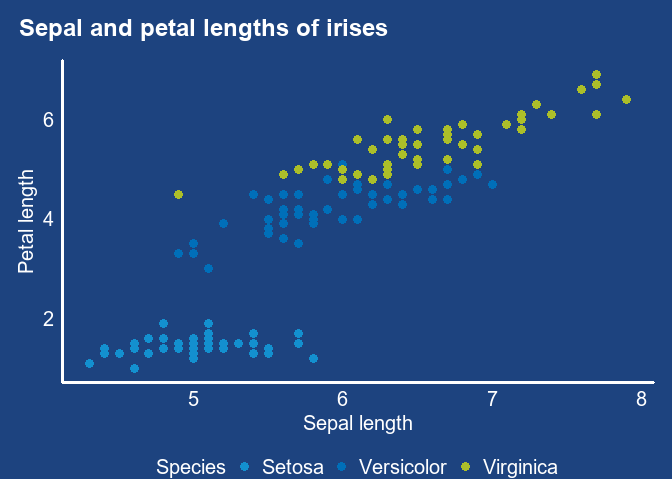 Sepal and petal lengths of irises
6
4
2
Petal length
5 6 7 8
Sepal length
Species Setosa Versicolor Virginica